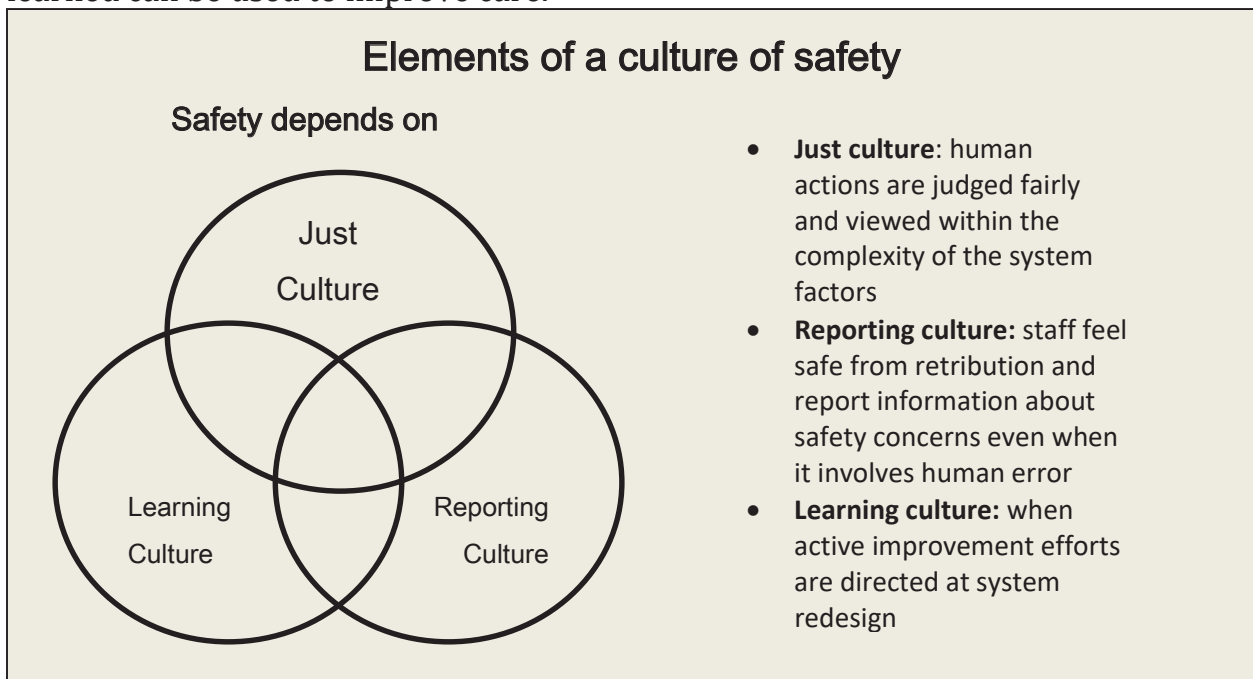 learned can be used to improve care.
Elements of a culture of safety
Safety depends on
Just
Culture
Learning
Culture
Reporting
Culture
• Just culture: human
actions are judged fairly
and viewed within the
complexity of the system
factors
• Reporting culture: staff feel
safe from retribution and
report information about
safety concerns even when
it involves human error
• Learning culture: when
active improvement efforts
are directed at system
redesign